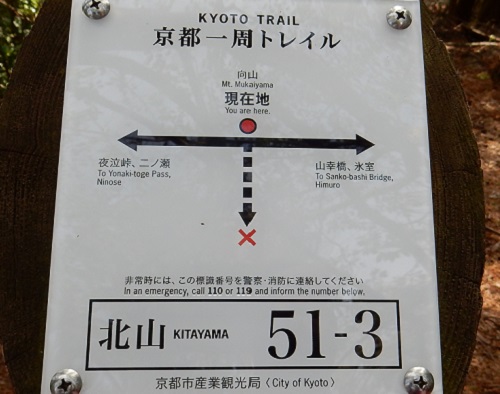 KYOTO TRAIL
京都一周トレイル
向山
Mt. Mukaiyama
現在地
You are here.
夜泣峠、二ノ瀬
To Yonaki-toge Pass,
Ninose
山幸橋、氷室
To Sanko-bashi Bridge,
Himuro
非常時には、この標識番号を警察・消防に連絡してください
In an emergency, call 110 or 119 and inform the number below.
北山 KITAYAMA 51-3
京都市産業観光局〈City of Kyoto〉